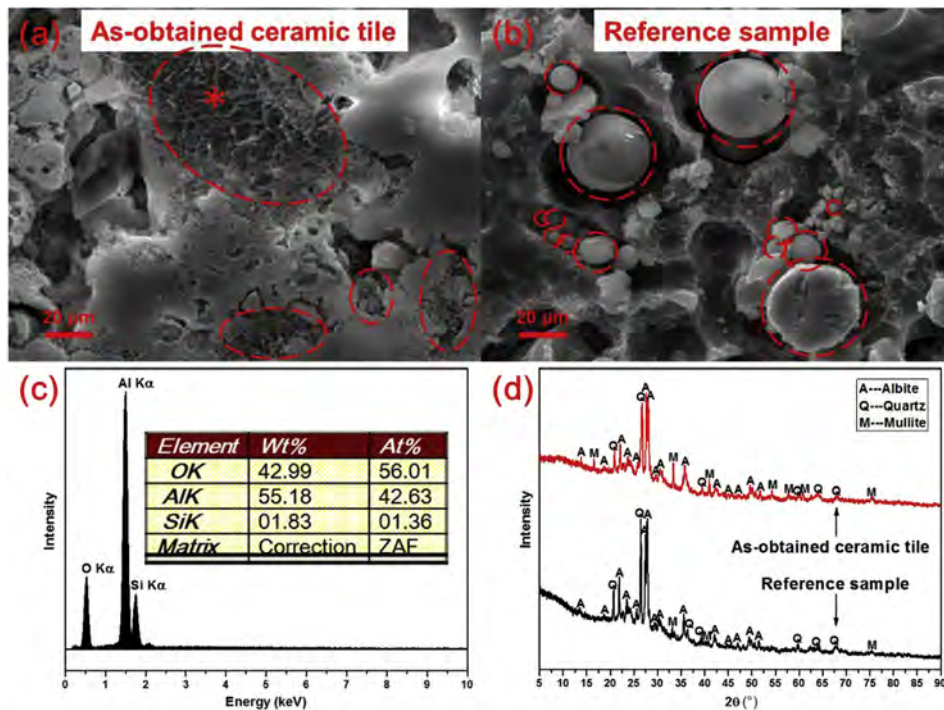 (a) As-obtained ceramic tile
*
20 μm
(b) Reference sample
20 μm
(c)
Al Kα
O Kα
Si Kα
Element Wt% At%
OK 42.99 56.01
AlK 55.18 42.63
SiK 01.83 01.36
Matrix Correction ZAF
Intensity
0 1 2 4 6 8 9 10
Energy (keV)
(d)
A---Albite
Q---Quartz
M---Mullite
As-obtained ceramic tile
Reference sample
Intensity
5 10 15 20 25 30 35 40 45 50 55 60 65 70 75 80 85 90
2θ (°)